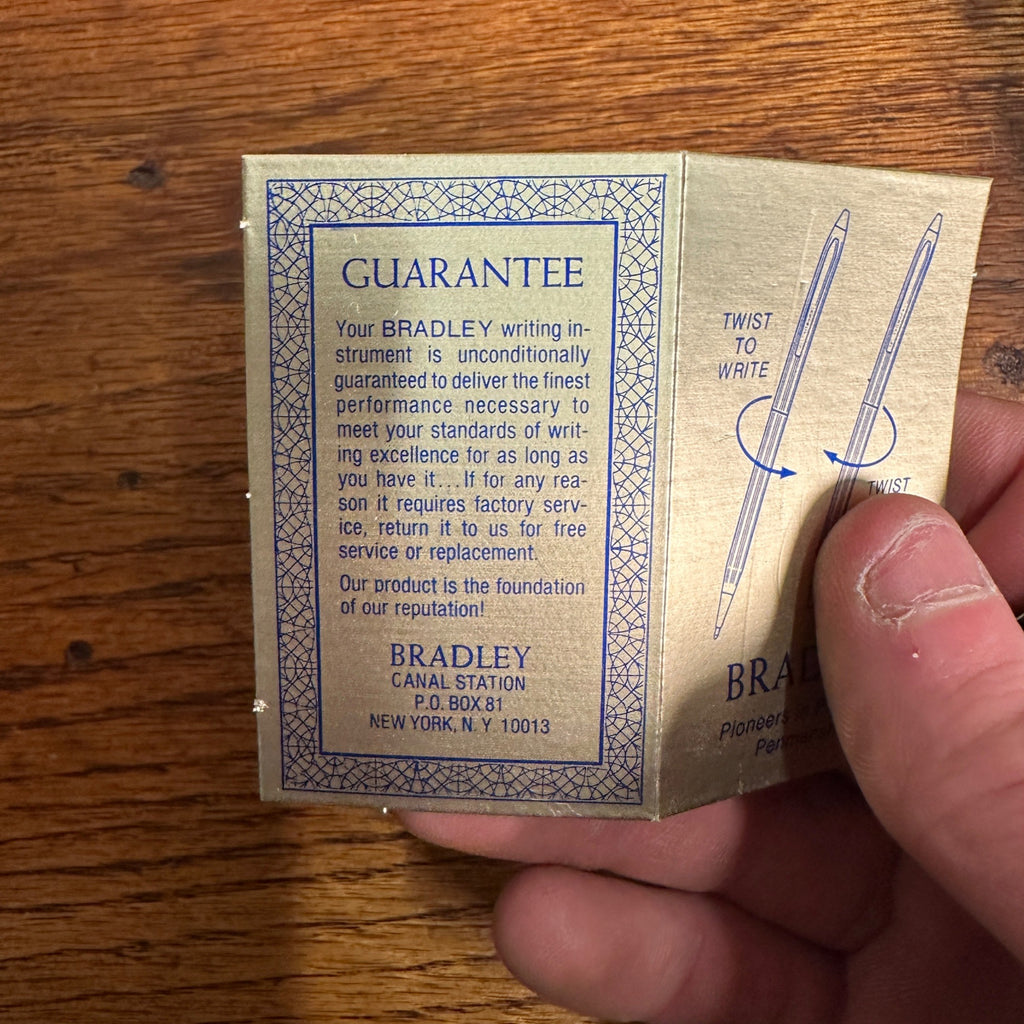 GUARANTEE
Your BRADLEY writing in-
strument is unconditionally
guaranteed to deliver the finest
performance necessary to
meet your standards of writ-
ing excellence for as long as
you have it...If for any rea-
son it requires factory serv-
ice, return it to us for free
service or replacement.
Our product is the foundation
of our reputation!
BRADLEY
CANAL STATION
P.O. BOX 81
NEW YORK, N.Y. 10013
TWIST
TO
WRITE
TWIST
Pioneers